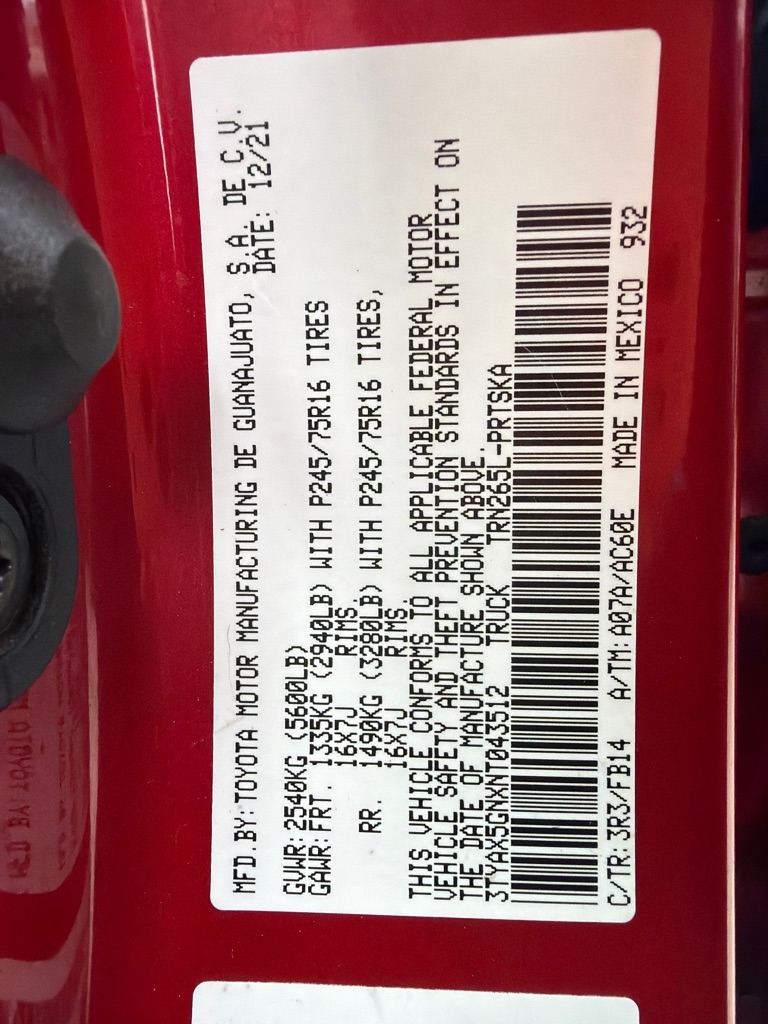 MFD.BY:TOYOTA MOTOR MANUFACTURING DE GUANAJUATO, S.A. DE C.V.
DATE: 12/21
GVWR:2540KG (5600LB)
GAWR:FRT. 1335KG (2940LB) WITH P245/75R16 TIRES
16X7J RIMS.
RR. 1490KG (3280LB) WITH P245/75R16 TIRES,
16X7J RIMS.
THIS VEHICLE CONFORMS TO ALL APPLICABLE FEDERAL MOTOR
VEHICLE SAFETY AND THEFT PREVENTION STANDARDS IN EFFECT ON
THE DATE OF MANUFACTURE SHOWN ABOVE.
3TYAX5GNXNT043512 TRUCK TRN265L-PRTSKA
C/TR:3R3/FB14 A/TM:A07A/AC60E MADE IN MEXICO 932